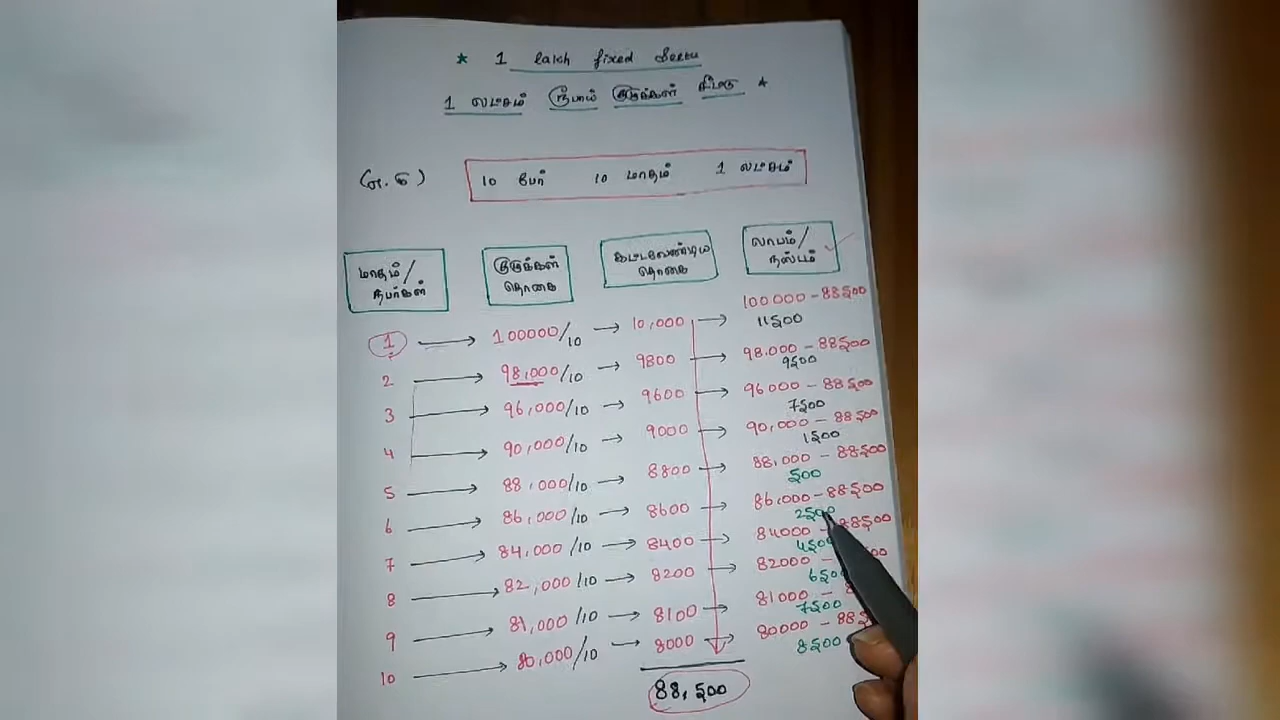 * 1 lakh fixed seetu
1 லட்சம் ரூபாய் குலுக்கள் சீட்டு *
(எ.கா)
10 பேர் 10 மாதம் 1 லட்சம்
மாதம்/ நபர்கள்
குலுக்கள் தொகை
கட்டவேண்டிய தொகை
லாபம்/ நஸ்டம்
1 → 100000/10 → 10,000 → 100000 - 88500
11500
2 → 98,000/10 → 9800 → 98.000 - 88500
9500
3 → 96,000/10 → 9600 → 96000 - 88500
7500
4 → 90,000/10 → 9000 → 90,000 - 88500
1500
5 → 88,000/10 → 8800 → 88,000 - 88500
500
6 → 86,000/10 → 8600 → 86,000 - 88500
2500
7 → 84,000/10 → 8400 → 84000 - 88500
4500
8 → 82,000/10 → 8200 → 82000 -
650
9 → 81,000/10 → 8100 → 81000 -
7500
10 → 80,000/10 → 8000 → 80000 - 885
8500
88,500